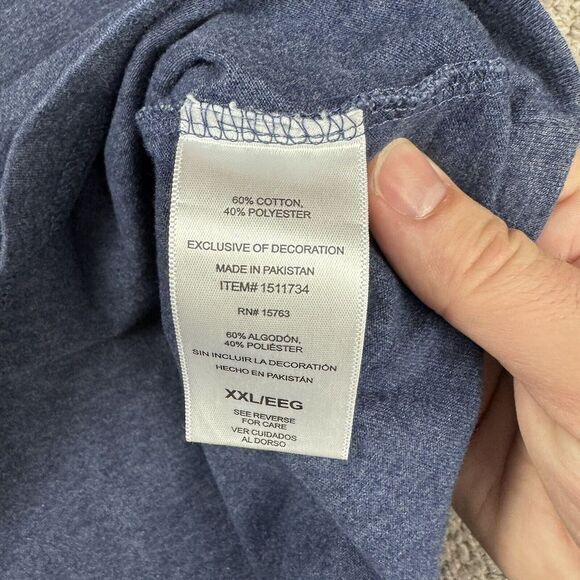 60% COTTON,
40% POLYESTER
EXCLUSIVE OF DECORATION
MADE IN PAKISTAN
ITEM# 1511734
RN# 15763
60% ALGODÓN,
40% POLIÉSTER
SIN INCLUIR LA DECORATION
HECHO EN PAKISTÁN
XXL/EEG
SEE REVERSE
FOR CARE
VER CUIDADOS
AL DORSO